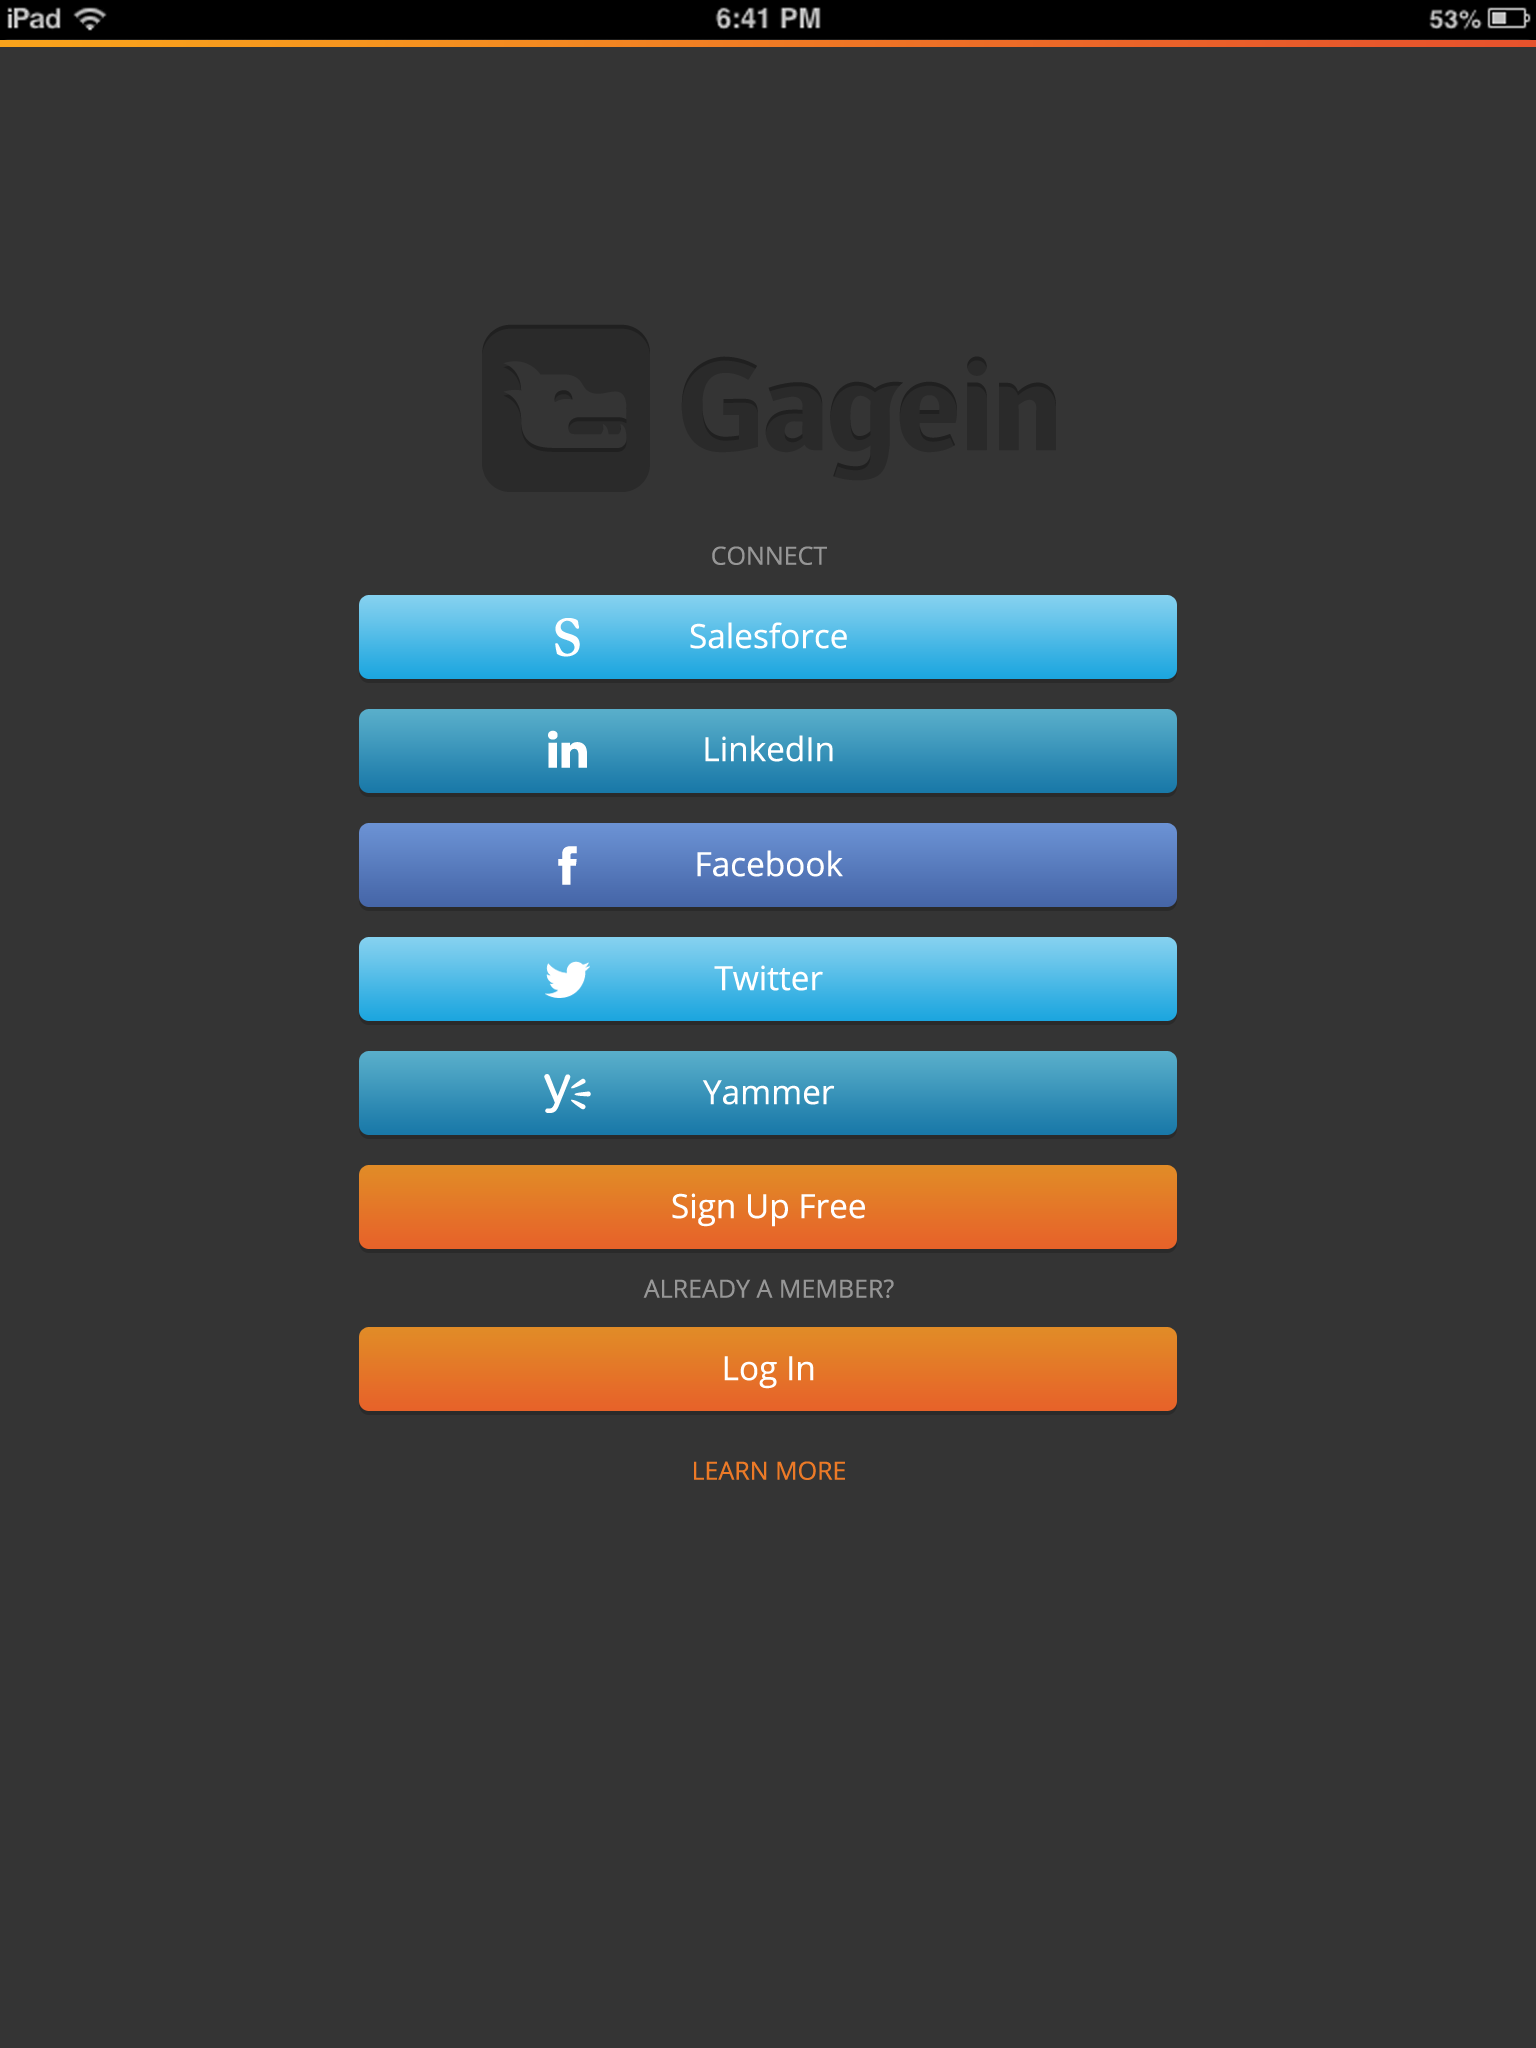 iPad 6:41 PM 53%
Gagein
CONNECT
S Salesforce
in LinkedIn
f Facebook
Twitter
y Yammer
Sign Up Free
ALREADY A MEMBER?
Log In
LEARN MORE